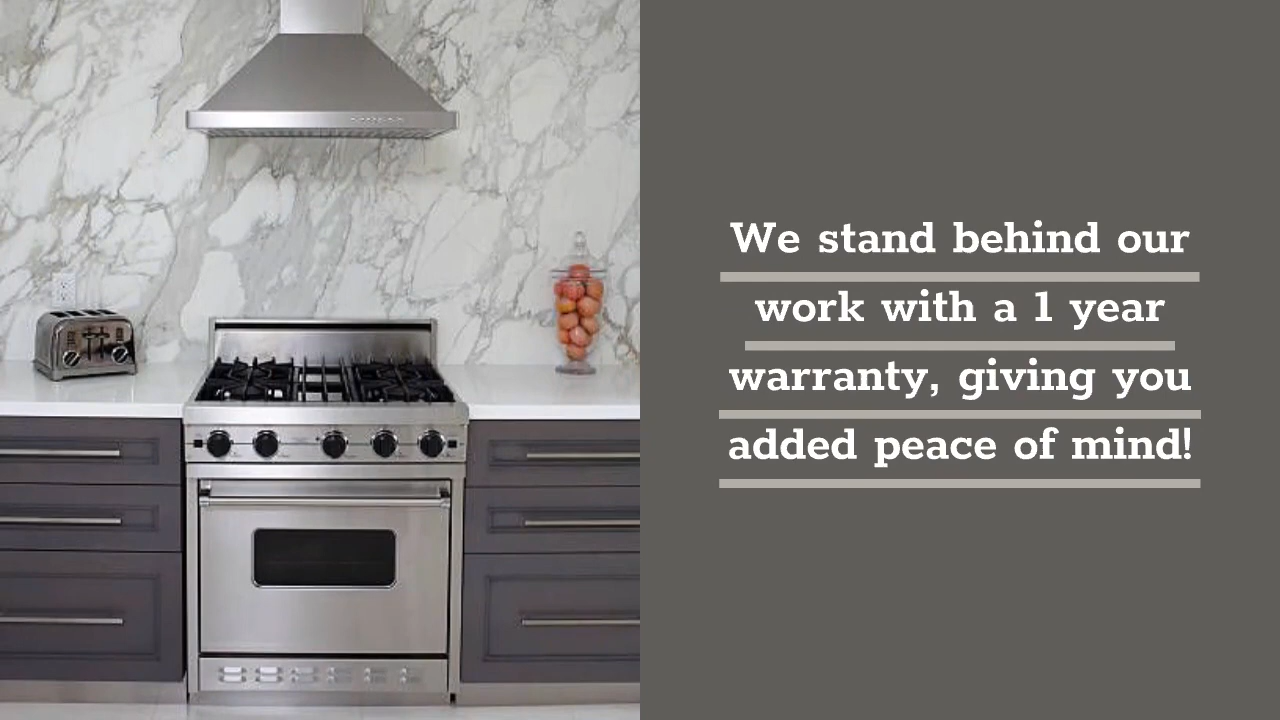 We stand behind our
work with a 1 year
warranty, giving you
added peace of mind!